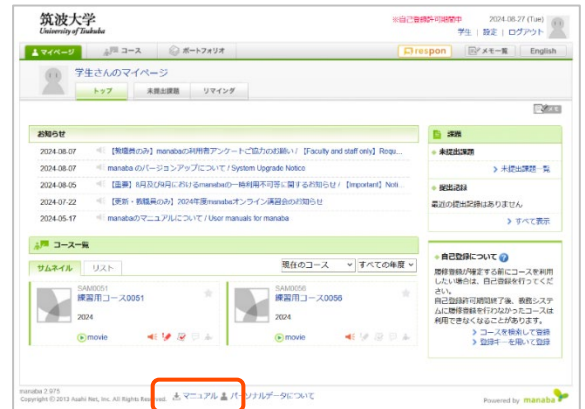 筑波大学
University of Tsukuba
※自己登録許可期間中 2024-08-27 (Tue)
学生 | 設定 | ログアウト
マイページ コース ポートフォリオ respon メモ一覧 English
学生さんのマイページ
トップ 未提出課題 リマインダ
メモ
お知らせ
2024-08-07 【教職員のみ】manabaの利用者アンケートご協力のお願い / 【Faculty and staff only】Requ...
2024-08-07 manaba のバージョンアップについて / System Upgrade Notice
2024-08-05 【重要】8月及び9月におけるmanabaの一時利用不可等に関するお知らせ / 【Important】Noti...
2024-07-22 【更新・教職員のみ】2024年度manabaオンライン講習会のお知らせ
2024-05-17 manabaのマニュアルについて / User manuals for manaba
コース一覧
サムネイル リスト 現在のコース すべての年度
SAM0051
練習用コース0051
2024
movie
SAM0056
練習用コース0056
2024
movie
課題
未提出課題
未提出課題一覧
提出記録
最近の提出記録はありません
すべて表示
自己登録について
履修登録が確定する前にコースを利用
したい場合は、自己登録を行ってくだ
さい。
自己登録許可期間終了後、教務システ
ムに履修登録を行わなかったコースは
利用できなくなることがあります。
コースを検索して登録
登録キーを用いて登録
manaba 2.975
Copyright © 2013 Asahi Net, Inc. All Rights Reserved. マニュアル パーソナルデータについて
Powered by manaba